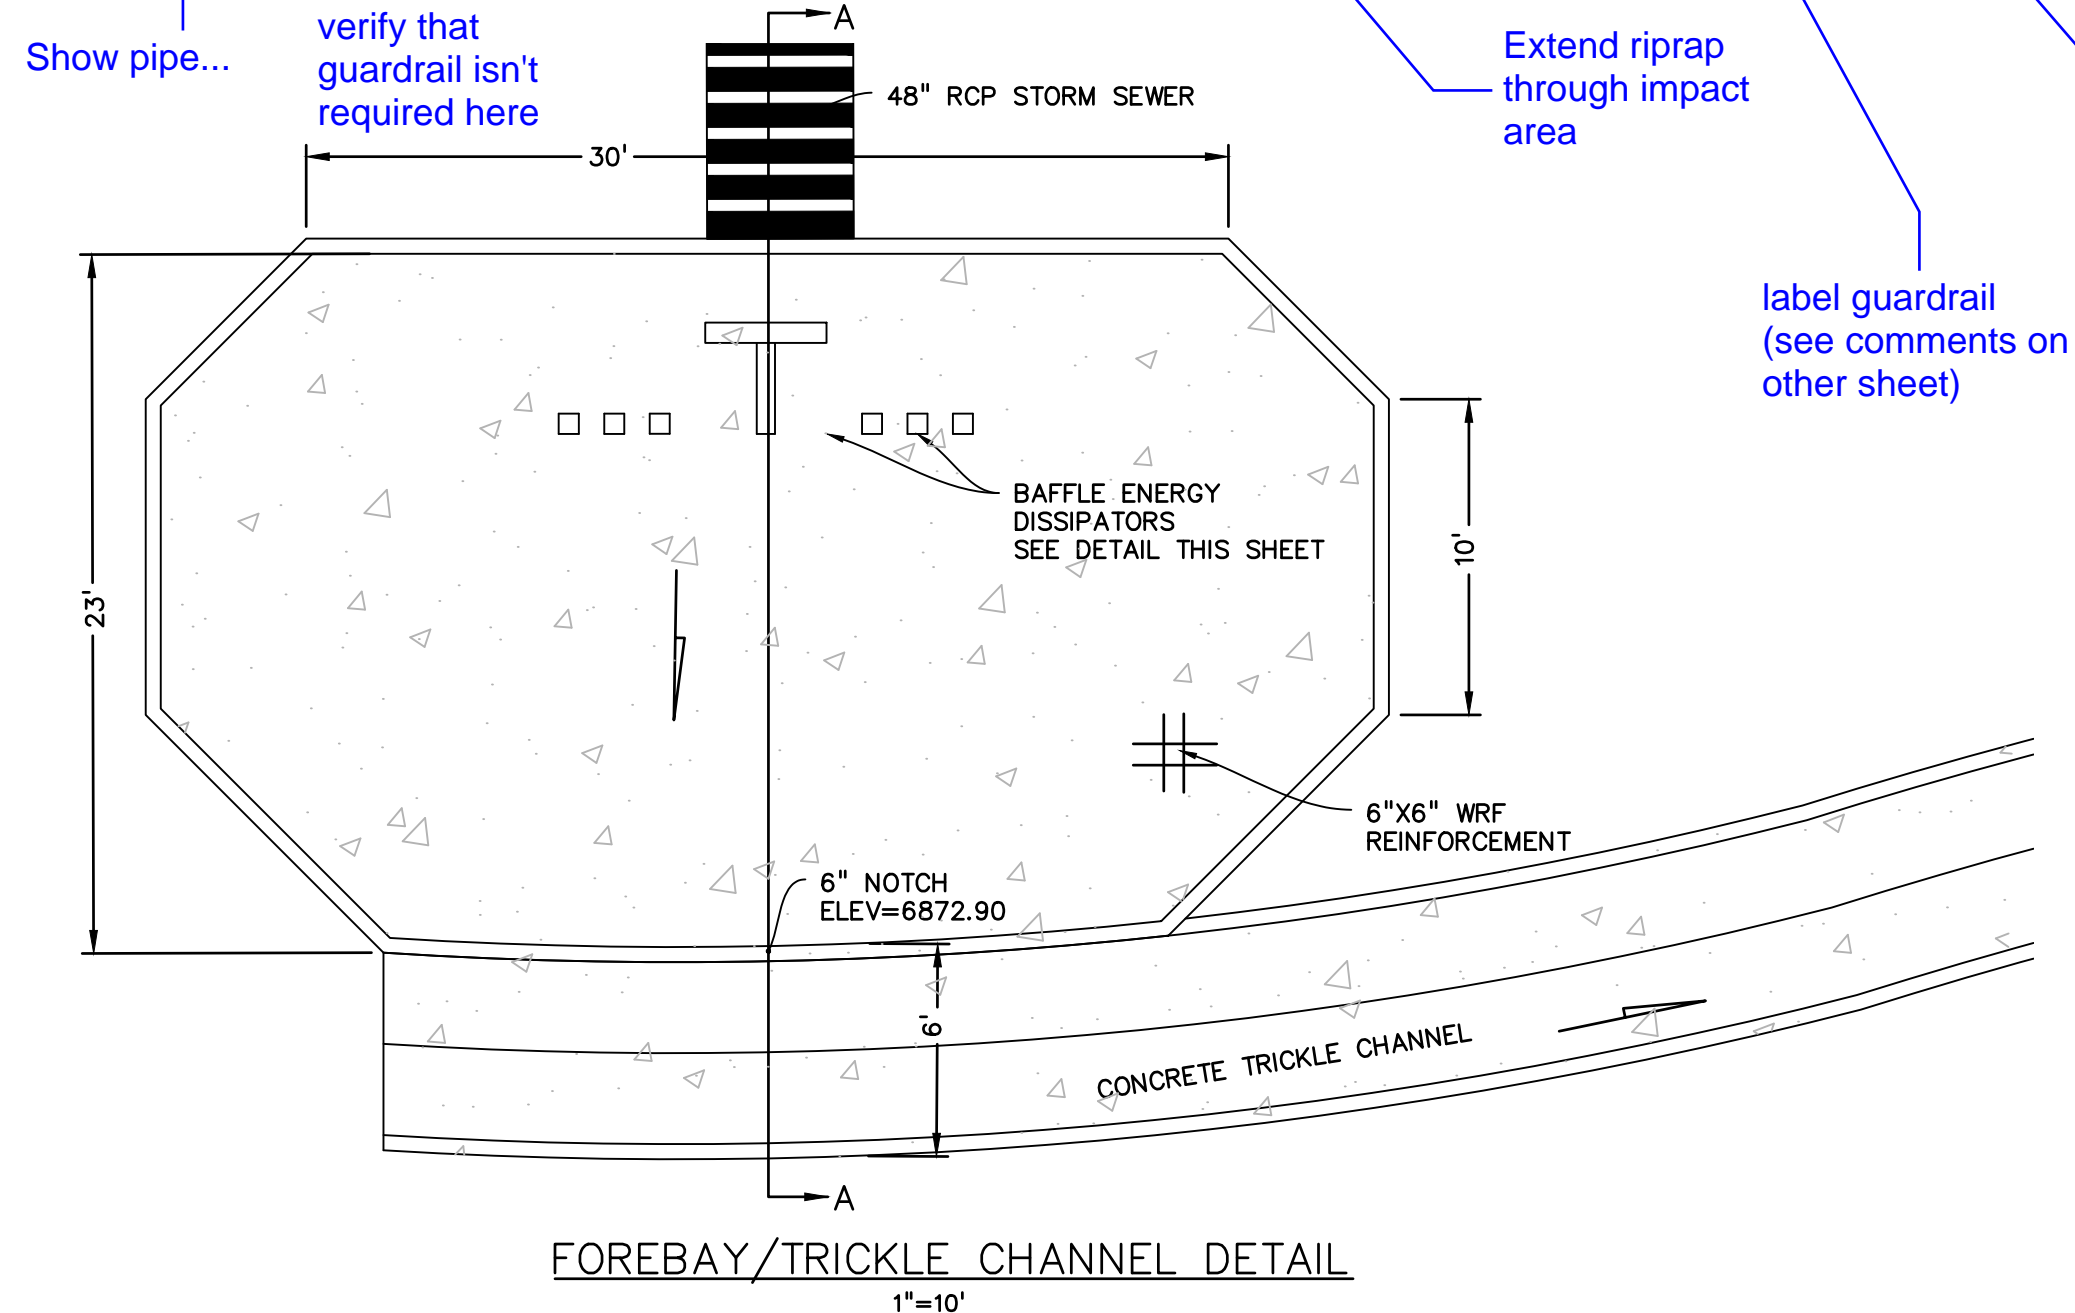 Show pipe...
verify that
guardrail isn't
required here
A
48" RCP STORM SEWER
Extend riprap
through impact
area
30'
label guardrail
(see comments on
other sheet)
BAFFLE ENERGY
DISSIPATORS
SEE DETAIL THIS SHEET
10'
23'
6"X6" WRF
REINFORCEMENT
6" NOTCH
ELEV=6872.90
6'
CONCRETE TRICKLE CHANNEL
A
FOREBAY/TRICKLE CHANNEL DETAIL
1"=10'